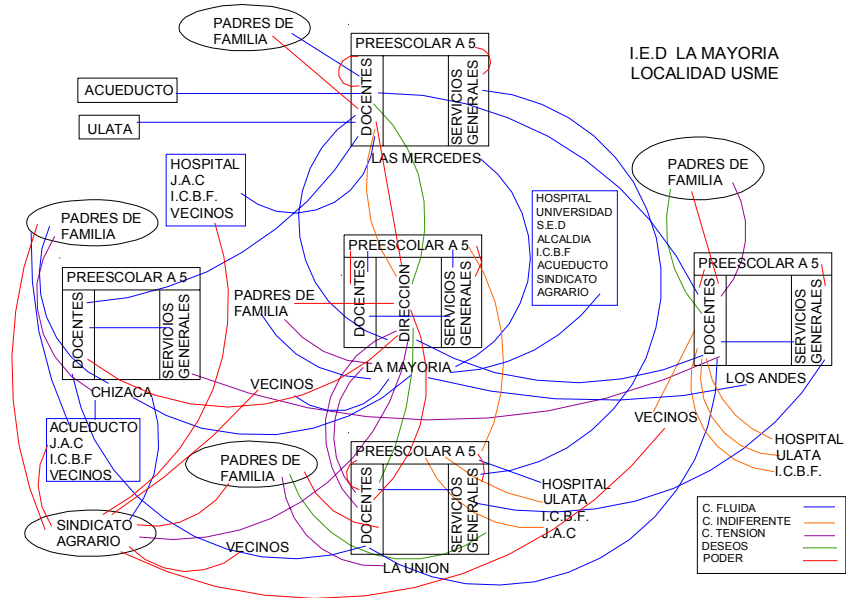 PADRES DE
FAMILIA
PREESCOLAR A 5
I.E.D LA MAYORIA
LOCALIDAD USME
ACUEDUCTO
ULATA
DOCENTES
SERVICIOS
GENERALES
LAS MERCEDES
HOSPITAL
J.A.C
I.C.B.F.
VECINOS
PADRES DE
FAMILIA
HOSPITAL
UNIVERSIDAD
S.E.D
ALCALDIA
I.C.B.F
ACUEDUCTO
SINDICATO
AGRARIO
PADRES DE
FAMILIA
PREESCOLAR A 5
DOCENTES
SERVICIOS
GENERALES
CHIZACA
PREESCOLAR A 5
DOCENTES
DIRECCION
SERVICIOS
GENERALES
PADRES DE
FAMILIA
LA MAYORIA
VECINOS
PREESCOLAR A 5
DOCENTES
SERVICIOS
GENERALES
LOS ANDES
VECINOS
HOSPITAL
ULATA
I.C.B.F.
ACUEDUCTO
J.A.C
I.C.B.F
VECINOS
PADRES DE
FAMILIA
PREESCOLAR A 5
DOCENTES
SERVICIOS
GENERALES
HOSPITAL
ULATA
I.C.B.F.
J.A.C
SINDICATO
AGRARIO
VECINOS
LA UNION
C. FLUIDA
C. INDIFERENTE
C. TENSION
DESEOS
PODER